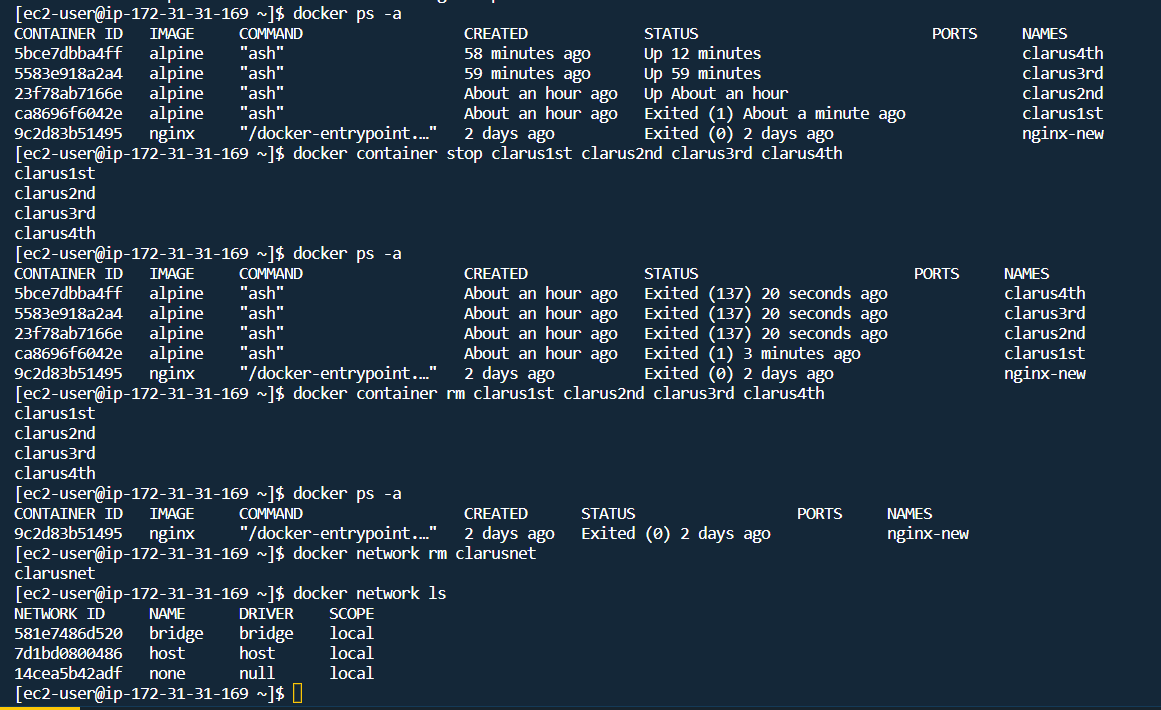 [ec2-user@ip-172-31-31-169 ~]$ docker ps -a
CONTAINER ID   IMAGE     COMMAND                  CREATED             STATUS                          PORTS     NAMES
5bce7dbba4ff   alpine    "ash"                    58 minutes ago      Up 12 minutes                             clarus4th
5583e918a2a4   alpine    "ash"                    59 minutes ago      Up 59 minutes                             clarus3rd
23f78ab7166e   alpine    "ash"                    About an hour ago   Up About an hour                          clarus2nd
ca8696f6042e   alpine    "ash"                    About an hour ago   Exited (1) About a minute ago             clarus1st
9c2d83b51495   nginx     "/docker-entrypoint.…"   2 days ago          Exited (0) 2 days ago                     nginx-new
[ec2-user@ip-172-31-31-169 ~]$ docker container stop clarus1st clarus2nd clarus3rd clarus4th
clarus1st
clarus2nd
clarus3rd
clarus4th
[ec2-user@ip-172-31-31-169 ~]$ docker ps -a
CONTAINER ID   IMAGE     COMMAND                  CREATED             STATUS                        PORTS     NAMES
5bce7dbba4ff   alpine    "ash"                    About an hour ago   Exited (137) 20 seconds ago             clarus4th
5583e918a2a4   alpine    "ash"                    About an hour ago   Exited (137) 20 seconds ago             clarus3rd
23f78ab7166e   alpine    "ash"                    About an hour ago   Exited (137) 20 seconds ago             clarus2nd
ca8696f6042e   alpine    "ash"                    About an hour ago   Exited (1) 3 minutes ago                clarus1st
9c2d83b51495   nginx     "/docker-entrypoint.…"   2 days ago          Exited (0) 2 days ago                   nginx-new
[ec2-user@ip-172-31-31-169 ~]$ docker container rm clarus1st clarus2nd clarus3rd clarus4th
clarus1st
clarus2nd
clarus3rd
clarus4th
[ec2-user@ip-172-31-31-169 ~]$ docker ps -a
CONTAINER ID   IMAGE     COMMAND                  CREATED      STATUS                  PORTS     NAMES
9c2d83b51495   nginx     "/docker-entrypoint.…"   2 days ago   Exited (0) 2 days ago             nginx-new
[ec2-user@ip-172-31-31-169 ~]$ docker network rm clarusnet
clarusnet
[ec2-user@ip-172-31-31-169 ~]$ docker network ls
NETWORK ID     NAME      DRIVER    SCOPE
581e7486d520   bridge    bridge    local
7d1bd0800486   host      host      local
14cea5b42adf   none      null      local
[ec2-user@ip-172-31-31-169 ~]$